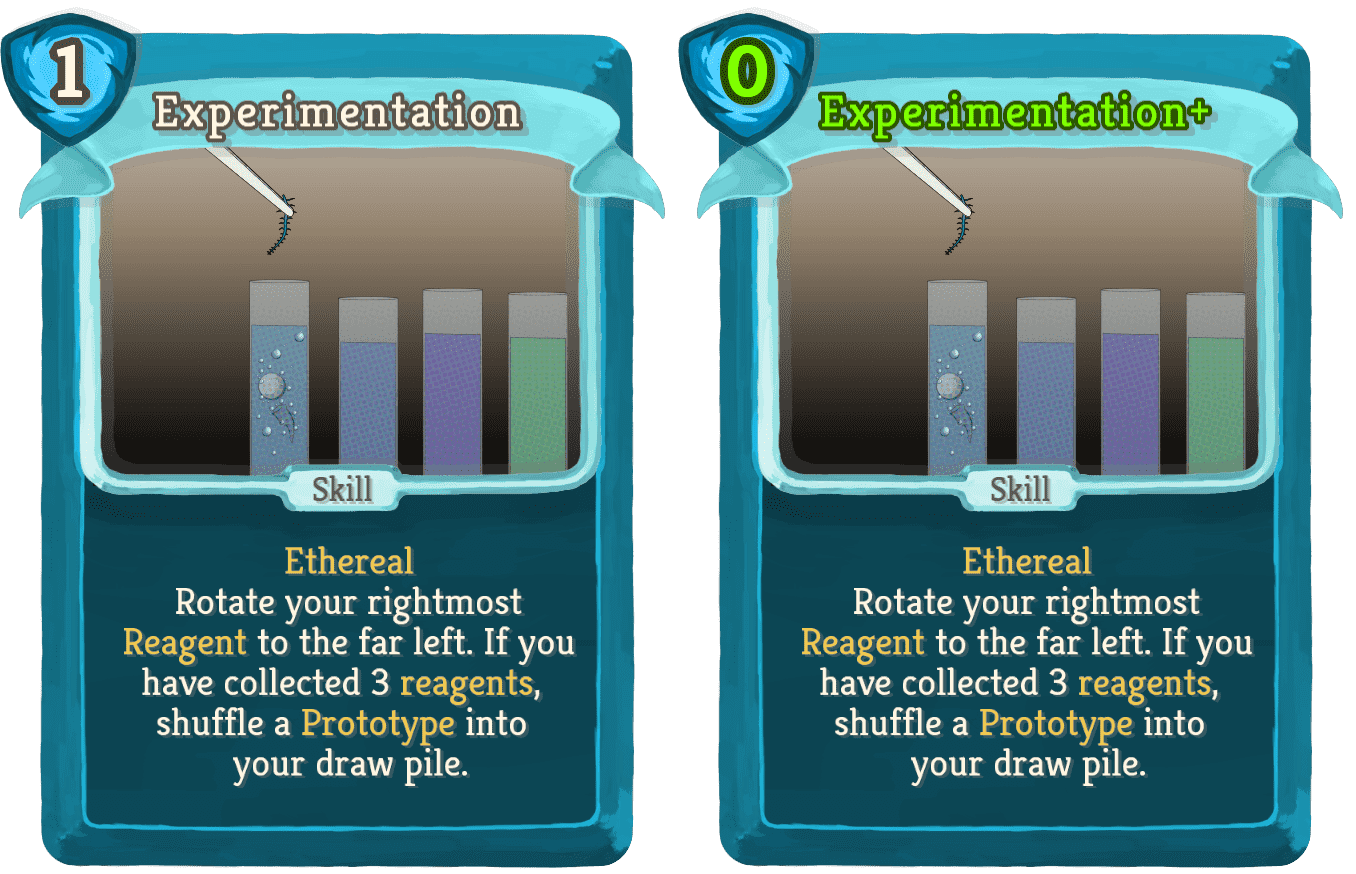 1
Experimentation
Skill
Ethereal
Rotate your rightmost
Reagent to the far left. If you
have collected 3 reagents,
shuffle a Prototype into
your draw pile.
0
Experimentation+
Skill
Ethereal
Rotate your rightmost
Reagent to the far left. If you
have collected 3 reagents,
shuffle a Prototype into
your draw pile.